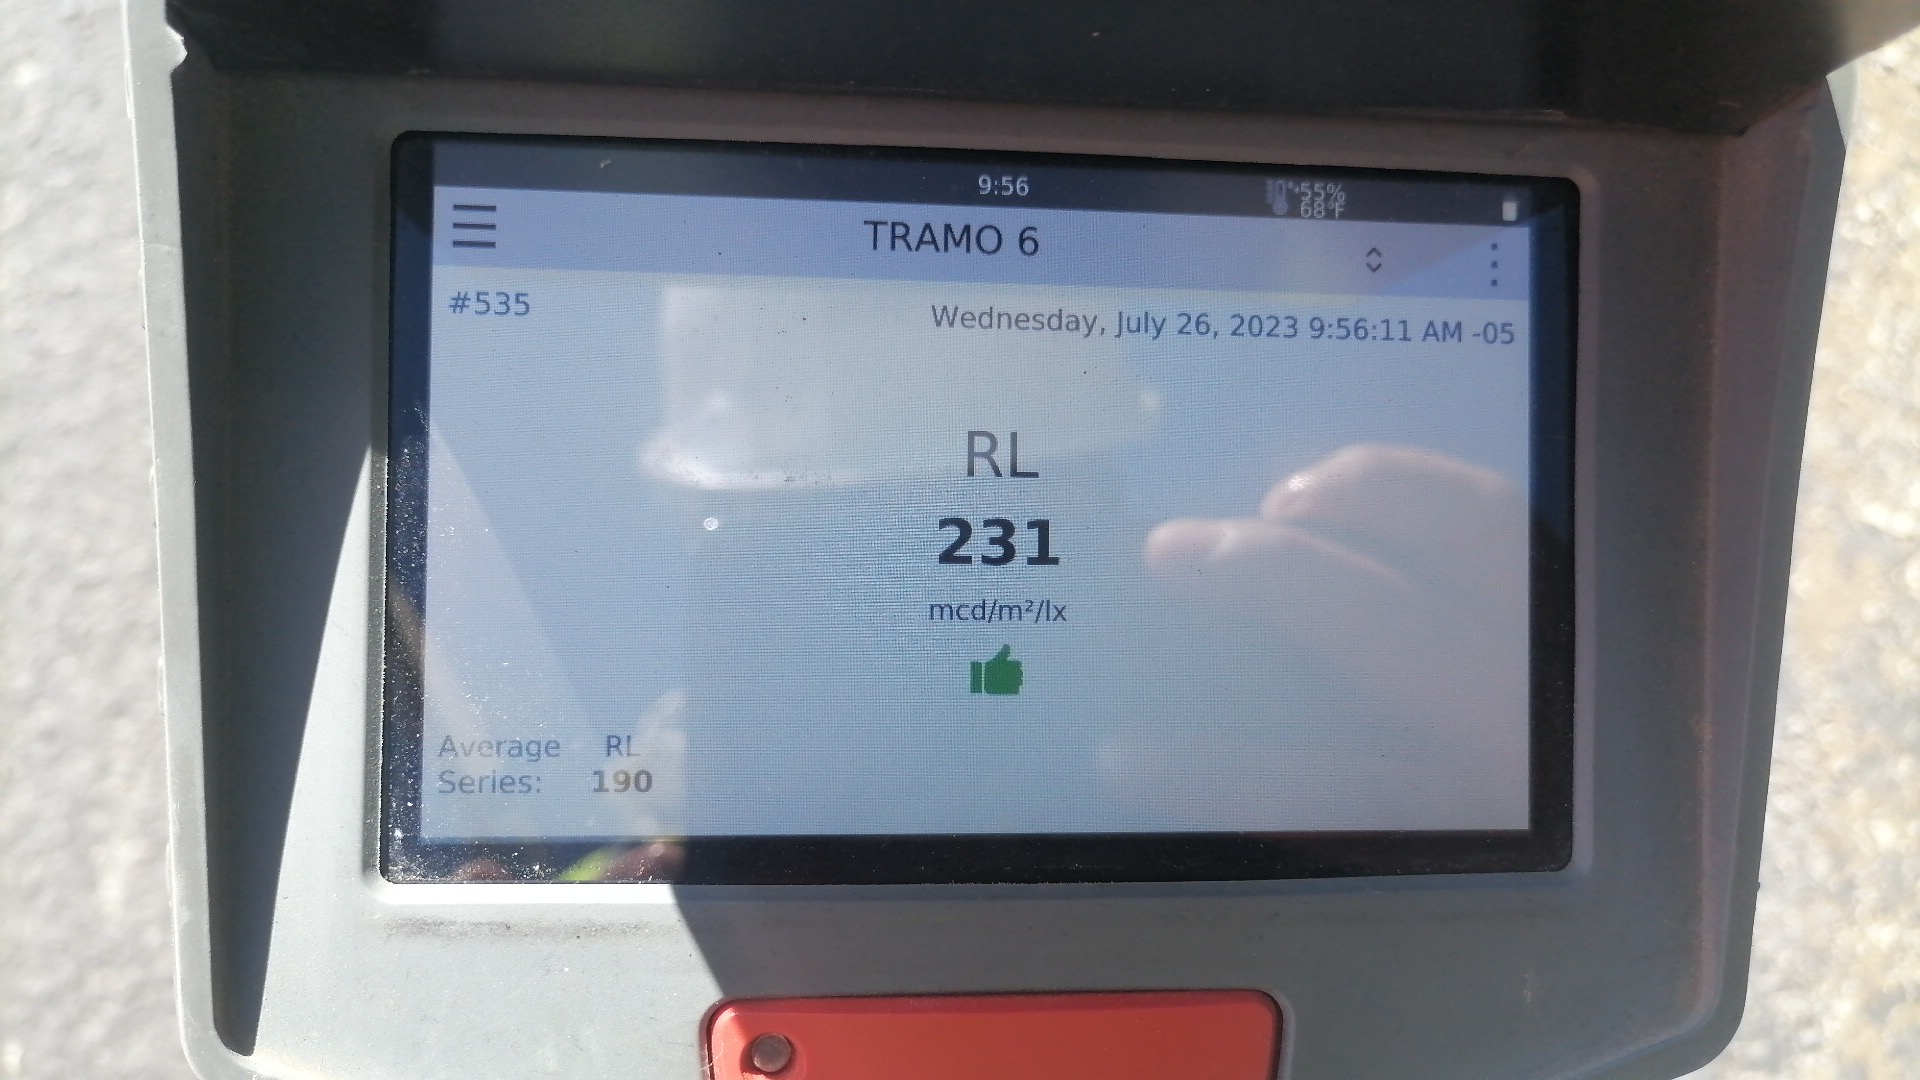 9:56
55%
68°F
TRAMO 6
#535
Wednesday, July 26, 2023 9:56:11 AM -05
RL
231
mcd/m²/lx
Average RL
Series: 190